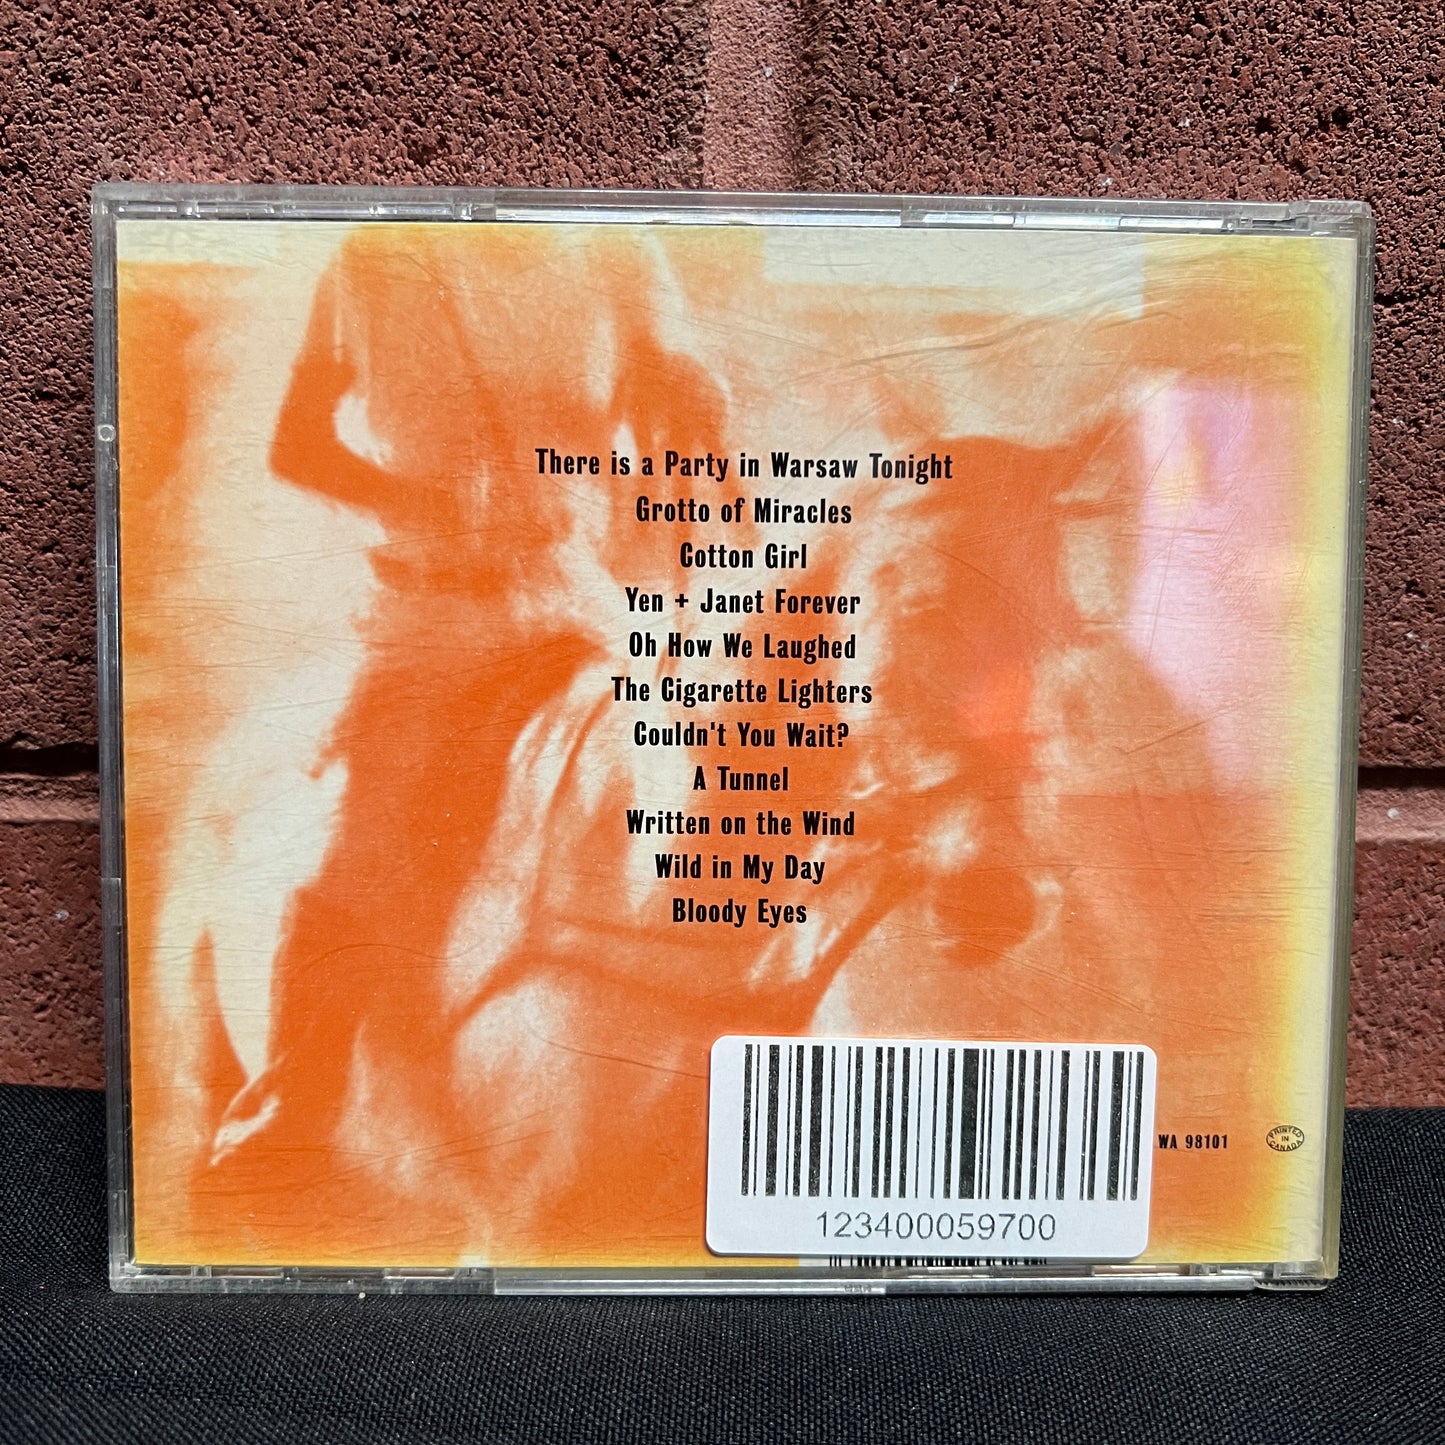 There is a Party in Warsaw Tonight
Grotto of Miracles
Cotton Girl
Yen + Janet Forever
Oh How We Laughed
The Cigarette Lighters
Couldn't You Wait?
A Tunnel
Written on the Wind
Wild in My Day
Bloody Eyes
WA 98101
PRINTED
IN
CANADA
123400059700